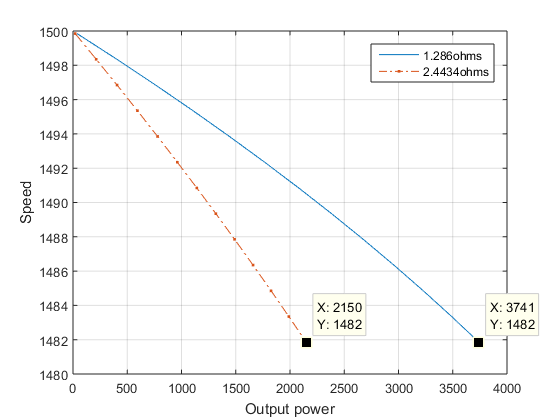 1500
1498
1496
1494
1492
1490
1488
1486
1484
1482
1480
Speed
1.286ohms
2.4434ohms
X: 2150
Y: 1482
X: 3741
Y: 1482
0
500
1000
1500
2000
2500
3000
3500
4000
Output power